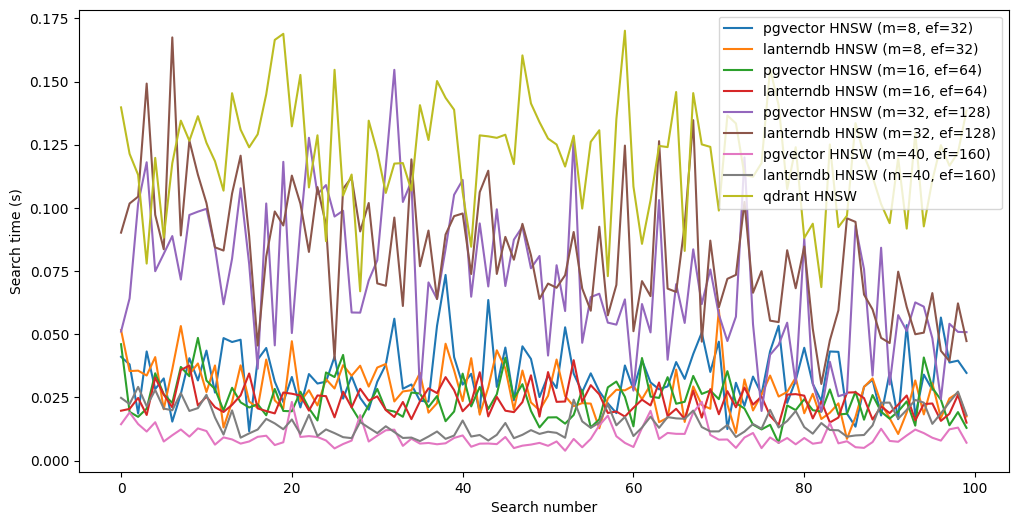 0.175
0.150
0.125
0.100
0.075
0.050
0.025
0.000
Search time (s)
0
20
40
60
80
100
Search number
pgvector HNSW (m=8, ef=32)
lanterndb HNSW (m=8, ef=32)
pgvector HNSW (m=16, ef=64)
lanterndb HNSW (m=16, ef=64)
pgvector HNSW (m=32, ef=128)
lanterndb HNSW (m=32, ef=128)
pgvector HNSW (m=40, ef=160)
lanterndb HNSW (m=40, ef=160)
qdrant HNSW